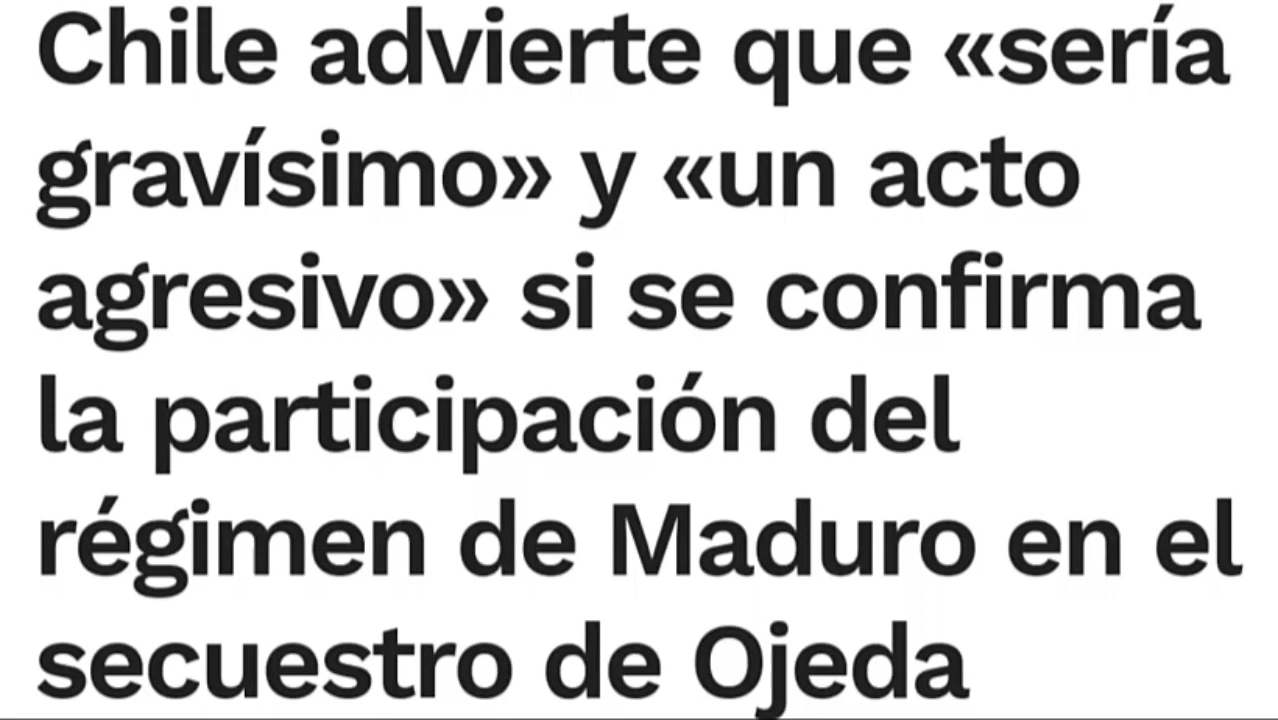 Chile advierte que «sería
gravísimo» y «un acto
agresivo» si se confirma
la participación del
régimen de Maduro en el
secuestro de Ojeda